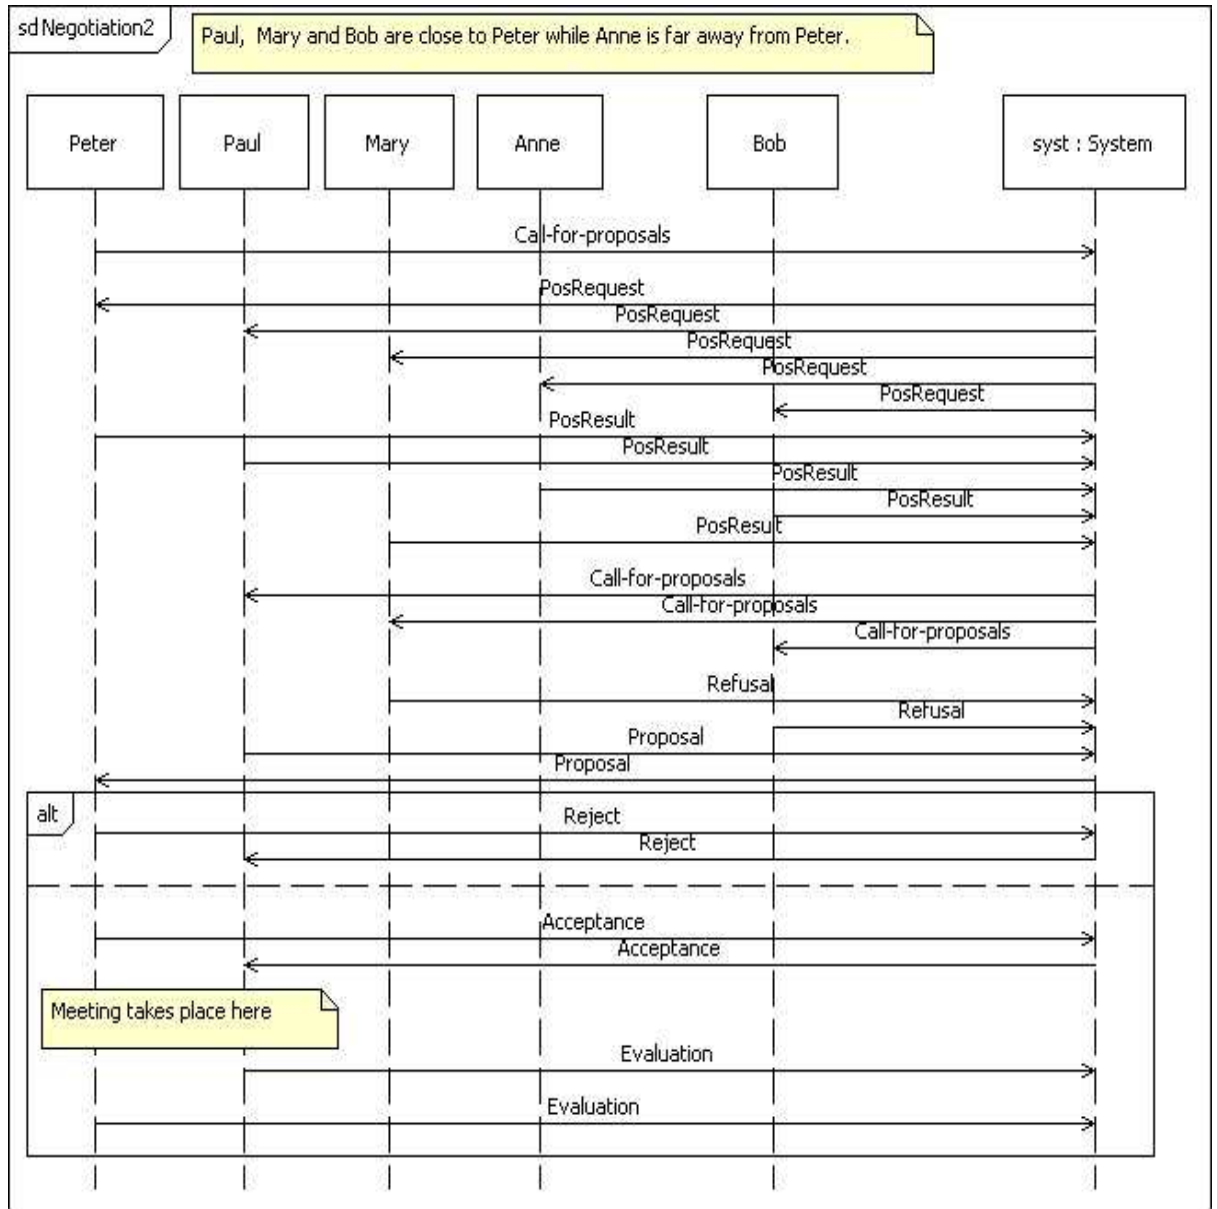 sd Negotiation2
Paul, Mary and Bob are close to Peter while Anne is far away from Peter.
Peter
Paul
Mary
Anne
Bob
syst : System
Call-for-proposals
PosRequest
PosRequest
PosRequest
PosRequest
PosRequest
PosResult
PosResult
PosResult
PosResult
PosResult
Call-for-proposals
Call-for-proposals
Call-for-proposals
Refusal
Refusal
Proposal
Proposal
alt
Reject
Reject
Acceptance
Acceptance
Meeting takes place here
Evaluation
Evaluation